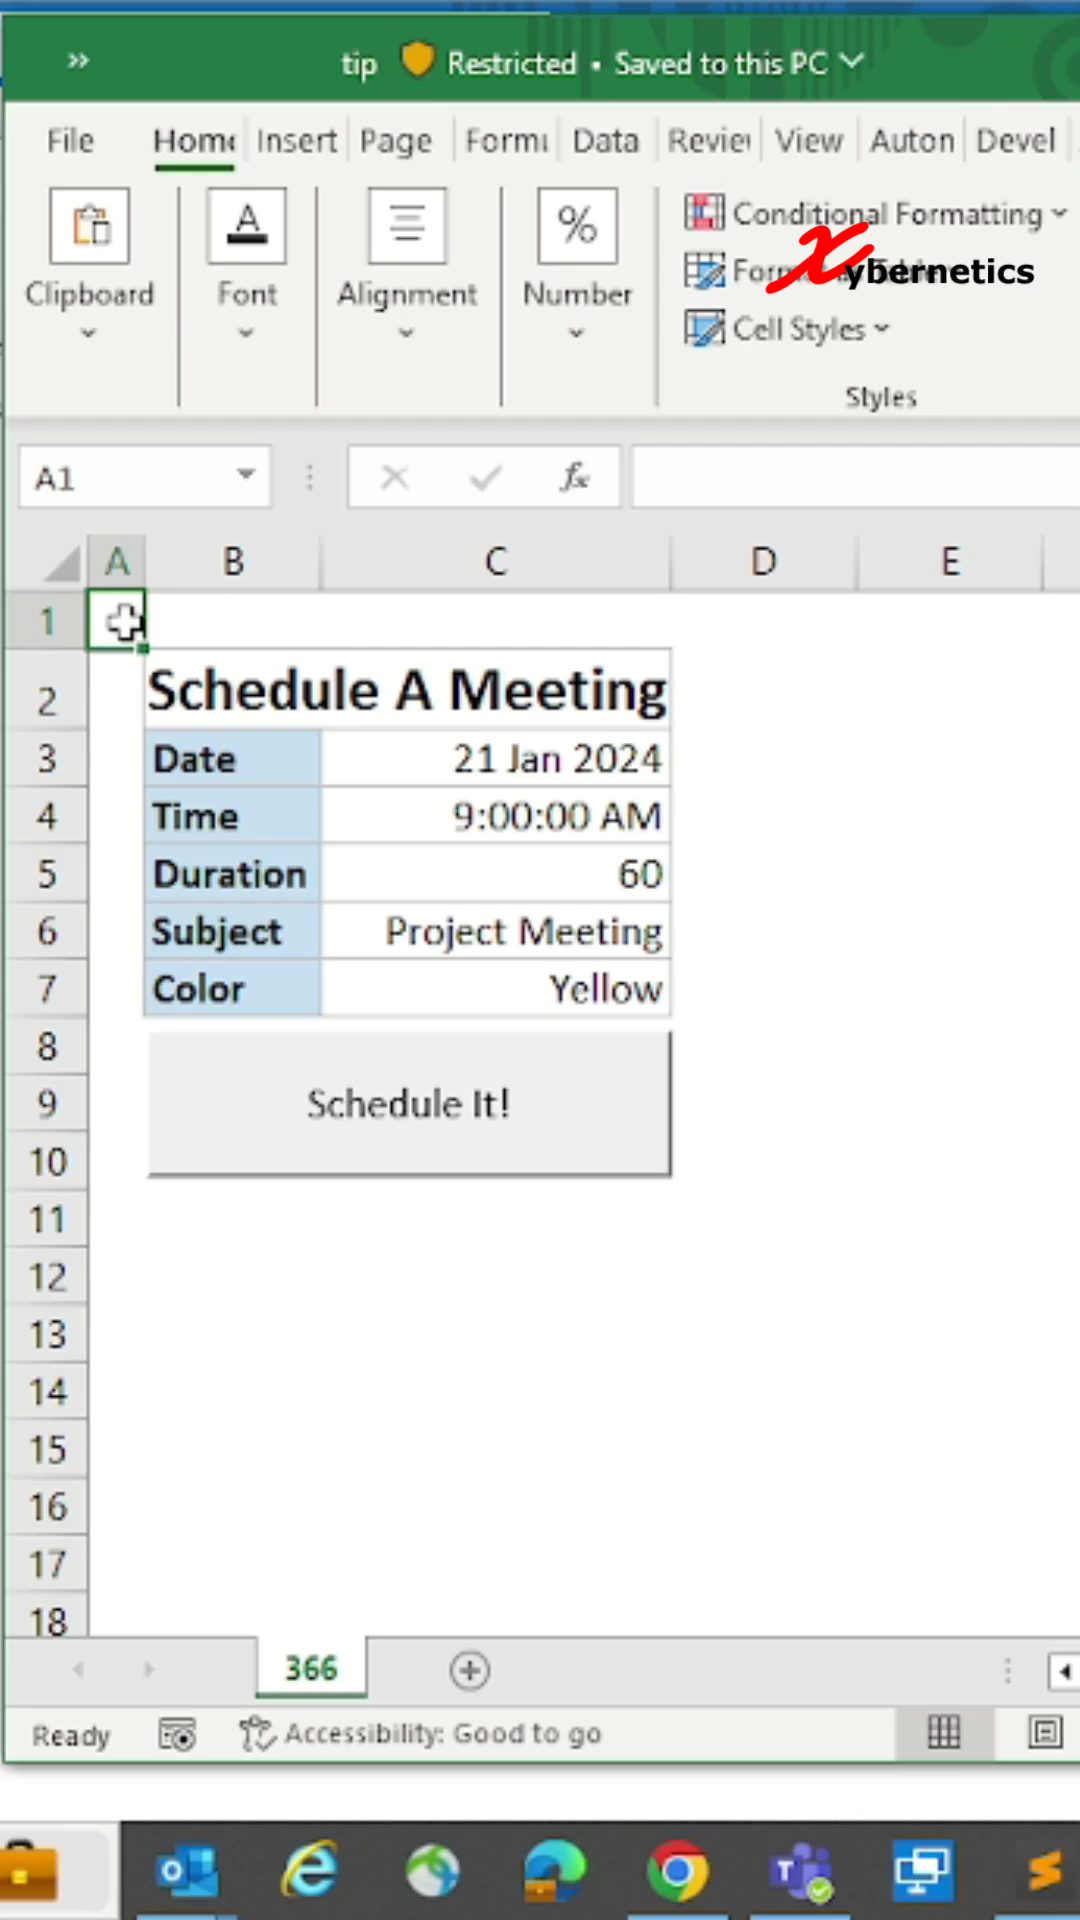 tip Restricted • Saved to this PC
File Home Insert Page Formu Data Review View Autom Devel
Clipboard Font Alignment Number
%
Conditional Formatting
Xybernetics
Cell Styles
Styles
A1 fx
A B C D E
1
2 Schedule A Meeting
3 Date 21 Jan 2024
4 Time 9:00:00 AM
5 Duration 60
6 Subject Project Meeting
7 Color Yellow
8
9 Schedule It!
10
11
12
13
14
15
16
17
18
366
Ready Accessibility: Good to go